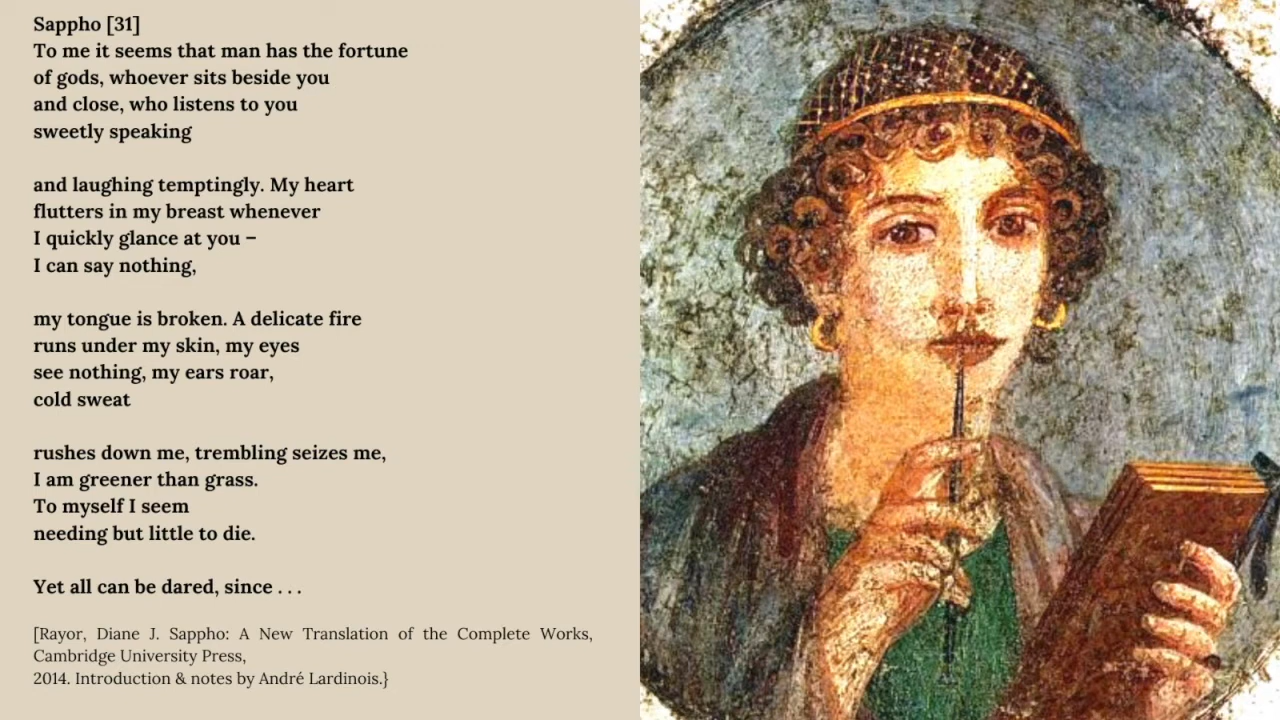 Sappho [31]
To me it seems that man has the fortune
of gods, whoever sits beside you
and close, who listens to you
sweetly speaking
and laughing temptingly. My heart
flutters in my breast whenever
I quickly glance at you –
I can say nothing,
my tongue is broken. A delicate fire
runs under my skin, my eyes
see nothing, my ears roar,
cold sweat
rushes down me, trembling seizes me,
I am greener than grass.
To myself I seem
needing but little to die.
Yet all can be dared, since . . .
[Rayor, Diane J. Sappho: A New Translation of the Complete Works,
Cambridge University Press,
2014. Introduction & notes by André Lardinois.}